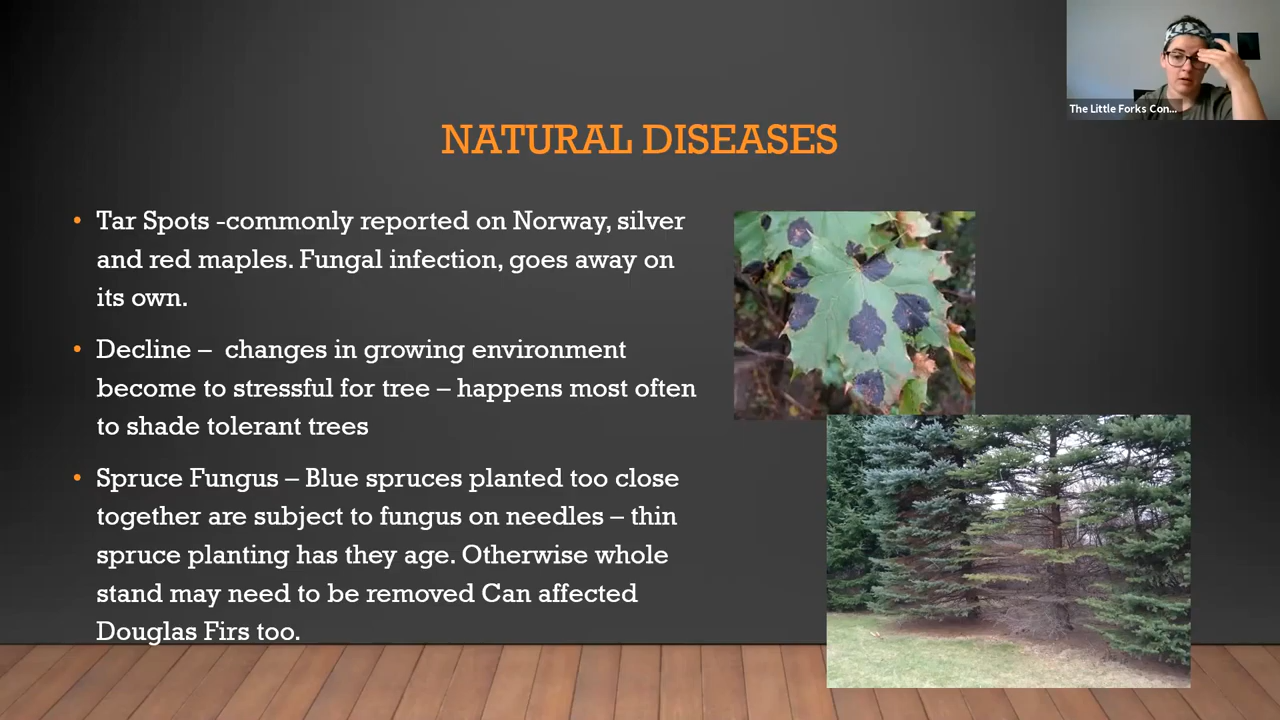 The Little Forks Con...
NATURAL DISEASES
• Tar Spots -commonly reported on Norway, silver
and red maples. Fungal infection, goes away on
its own.
• Decline – changes in growing environment
become to stressful for tree – happens most often
to shade tolerant trees
• Spruce Fungus – Blue spruces planted too close
together are subject to fungus on needles – thin
spruce planting has they age. Otherwise whole
stand may need to be removed Can affected
Douglas Firs too.